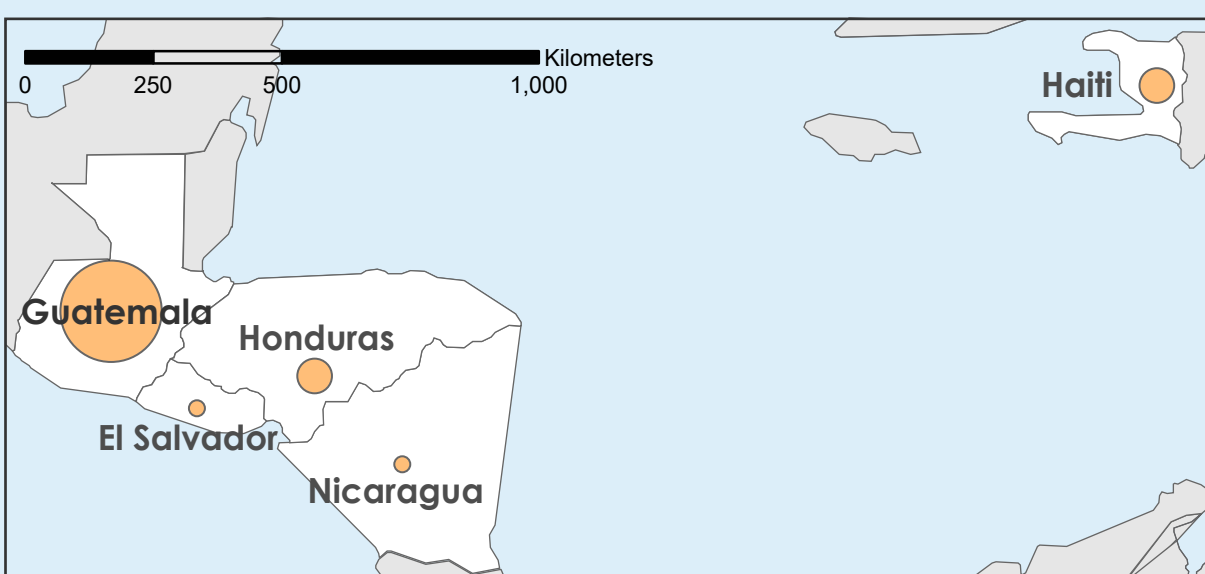 Kilometers
0 250 500 1,000
Haiti
Guatemala
Honduras
El Salvador
Nicaragua